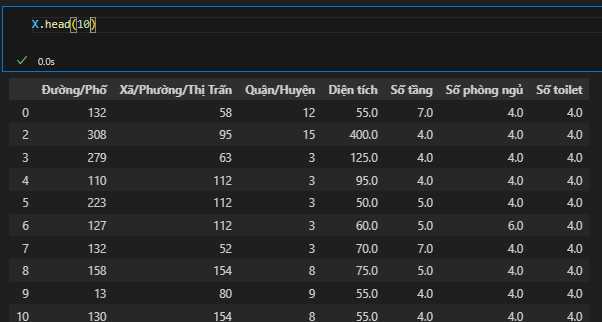 X.head(10)
0.0s
Đường/Phố Xã/Phường/Thị Trấn Quận/Huyện Diện tích Số tầng Số phòng ngủ Số toilet
0 132 58 12 55.0 7.0 4.0 4.0
2 308 95 15 400.0 4.0 4.0 4.0
3 279 63 3 125.0 4.0 4.0 4.0
4 110 112 3 95.0 4.0 4.0 4.0
5 223 112 3 50.0 5.0 4.0 4.0
6 127 112 3 60.0 5.0 6.0 4.0
7 132 52 3 70.0 7.0 4.0 4.0
8 158 154 8 75.0 5.0 4.0 4.0
9 13 80 9 55.0 4.0 4.0 4.0
10 130 154 8 55.0 4.0 4.0 4.0